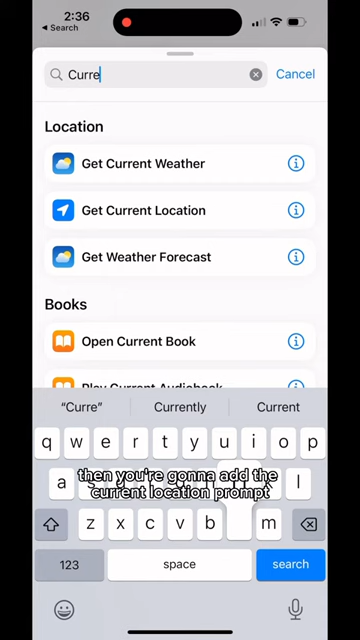 2:36
Search
Curre
Cancel
Location
Get Current Weather
Get Current Location
Get Weather Forecast
Books
Open Current Book
Play Current Audiobook
“Curre”
Currently
Current
q w e r t y u i o p
then you're gonna add the
current location prompt
a l
z x c v b m
123
space
search